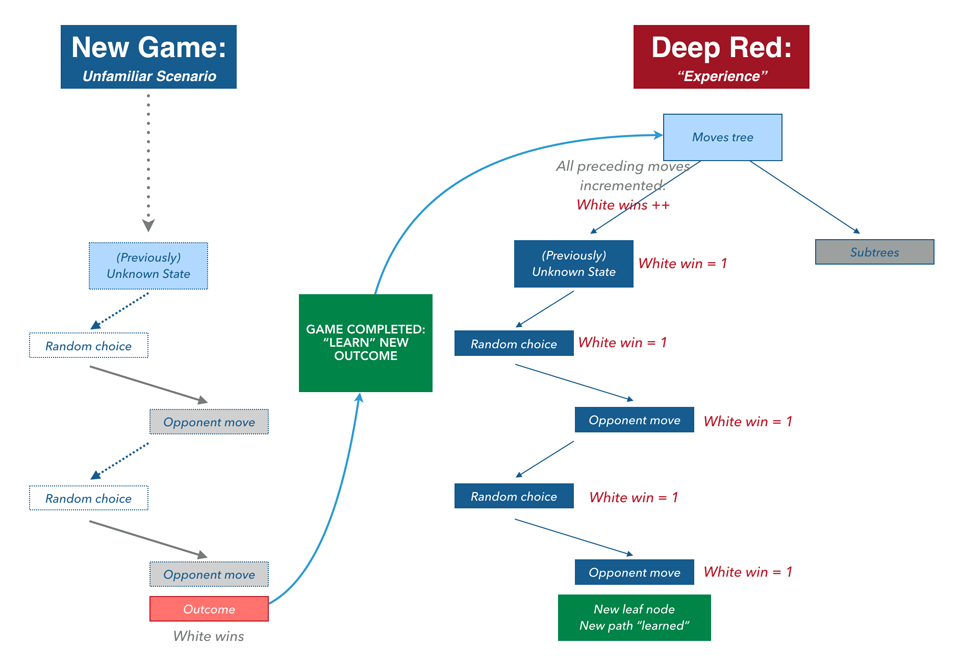 New Game:
Unfamiliar Scenario
(Previously)
Unknown State
Random choice
Opponent move
Random choice
Opponent move
Outcome
White wins
GAME COMPLETED:
“LEARN” NEW
OUTCOME
Deep Red:
“Experience”
Moves tree
All preceding moves
incremented.
White wins ++
Subtrees
(Previously)
Unknown State
White win = 1
Random choice
White win = 1
Opponent move
White win = 1
Random choice
White win = 1
Opponent move
White win = 1
New leaf node
New path “learned”